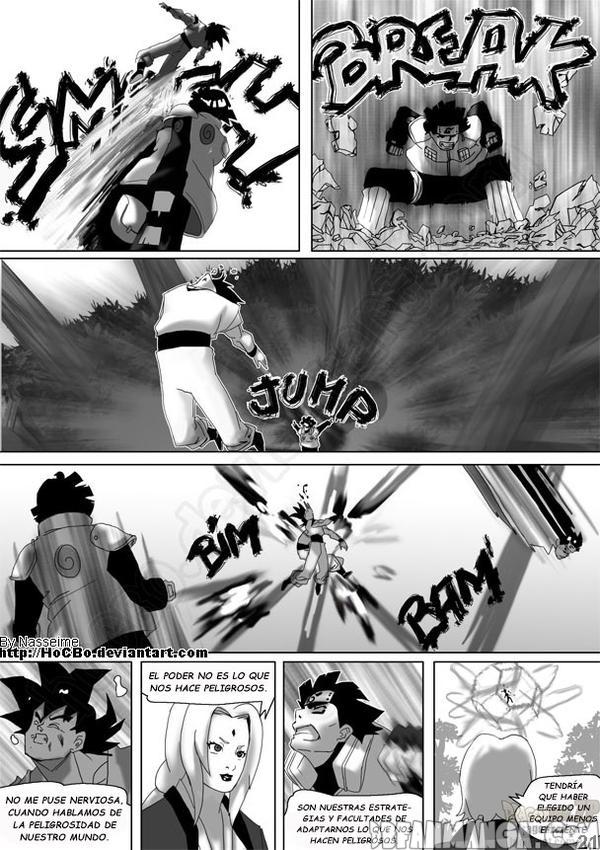 SMASH
BREAK
JUMP
BIM
BAM
By Nasseime
http://HoCBo.deviantart.com
NO ME PUSE NERVIOSA,
CUANDO HABLAMOS DE
LA PELIGROSIDAD DE
NUESTRO MUNDO.
EL PODER NO ES LO QUE
NOS HACE PELIGROSOS.
SON NUESTRAS ESTRATE-
GIAS Y FACULTADES DE
ADAPTARNOS LO QUE NOS
HACEN PELIGROSOS.
TENDRÍA
QUE HABER
ELEGIDO UN
EQUIPO MENOS
21